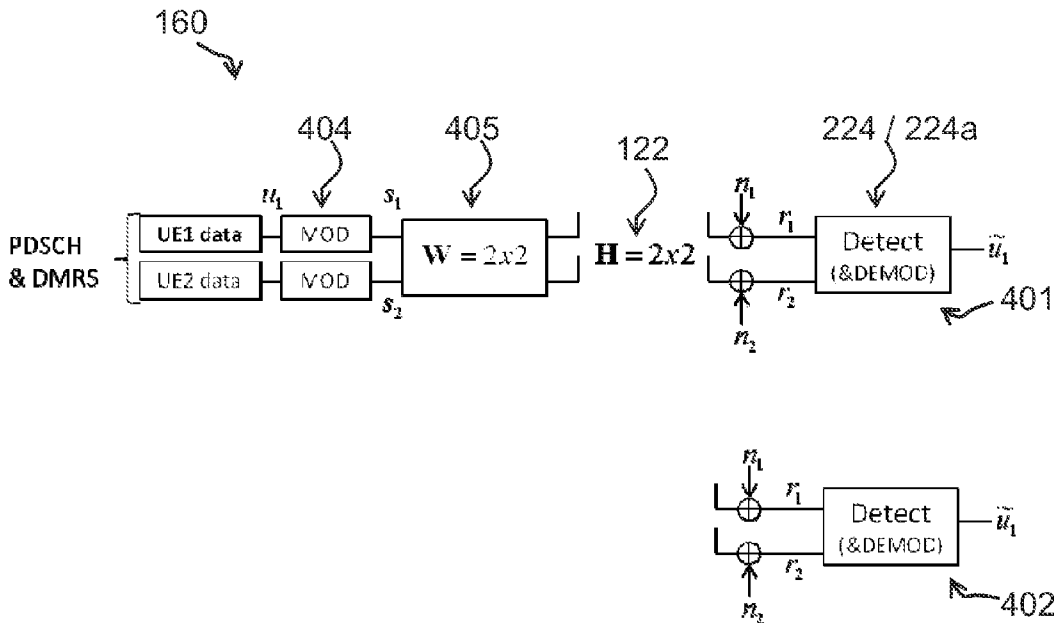 160
404
405
122
224 / 224a
PDSCH
& DMRS
UE1 data
u₁
MOD
s₁
UE2 data
MOD
s₂
W = 2x2
H = 2x2
n₁
r₁
r₂
n₂
Detect
(&DEMOD)
ũ₁
401
n₁
r₁
r₂
n₂
Detect
(&DEMOD)
ũ₁
402